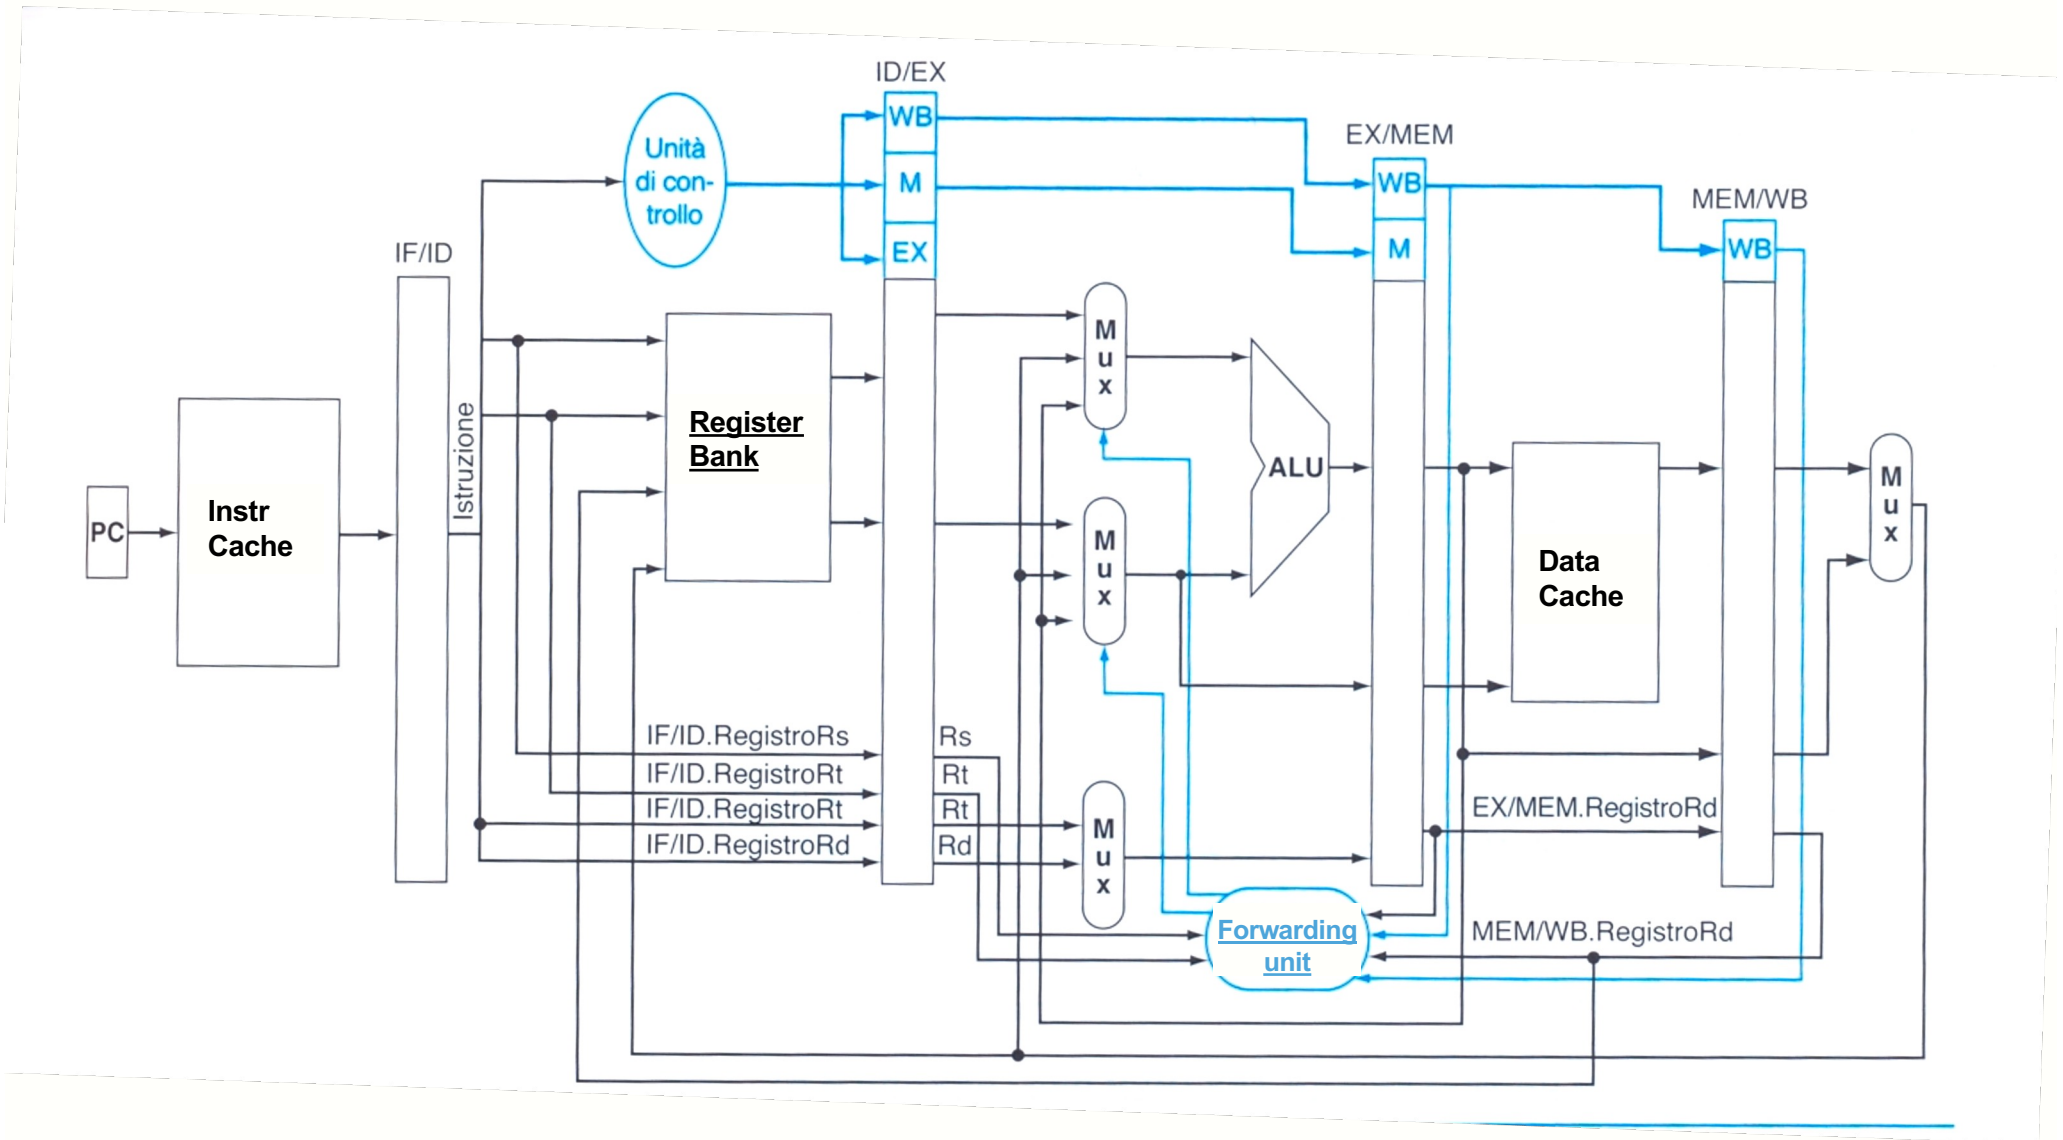 ID/EX
WB
Unità
di con-
trollo
M
EX
EX/MEM
WB
M
MEM/WB
WB
IF/ID
Istruzione
PC
Instr
Cache
Register
Bank
M
u
x
M
u
x
ALU
Data
Cache
M
u
x
IF/ID.RegistroRs
Rs
IF/ID.RegistroRt
Rt
IF/ID.RegistroRt
Rt
IF/ID.RegistroRd
Rd
M
u
x
EX/MEM.RegistroRd
Forwarding
unit
MEM/WB.RegistroRd